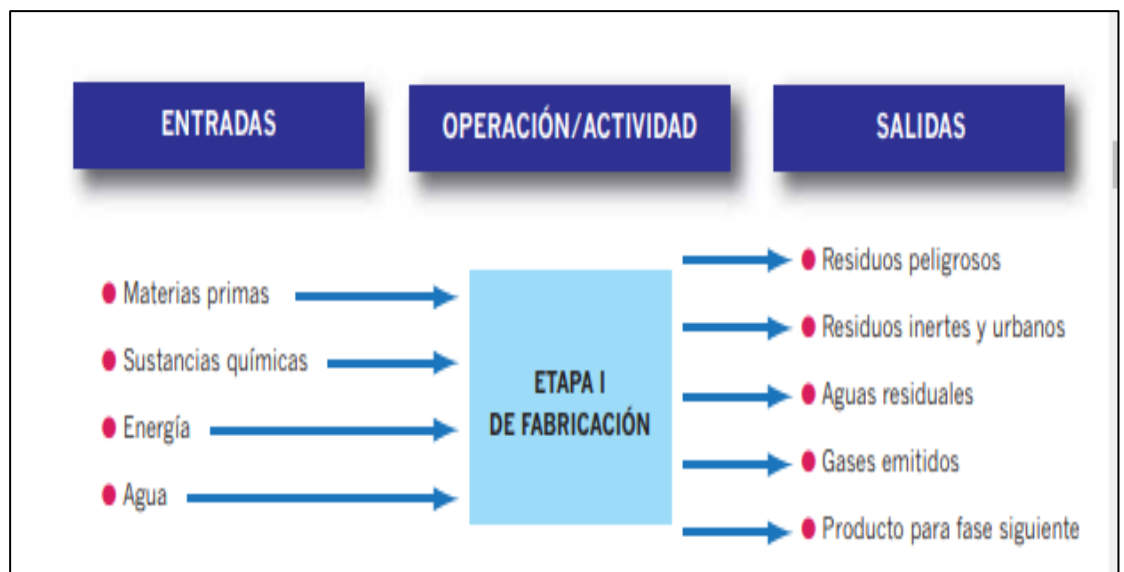 ENTRADAS
OPERACIÓN/ACTIVIDAD
SALIDAS
Materias primas
Sustancias químicas
Energía
Agua
ETAPA I
DE FABRICACIÓN
Residuos peligrosos
Residuos inertes y urbanos
Aguas residuales
Gases emitidos
Producto para fase siguiente